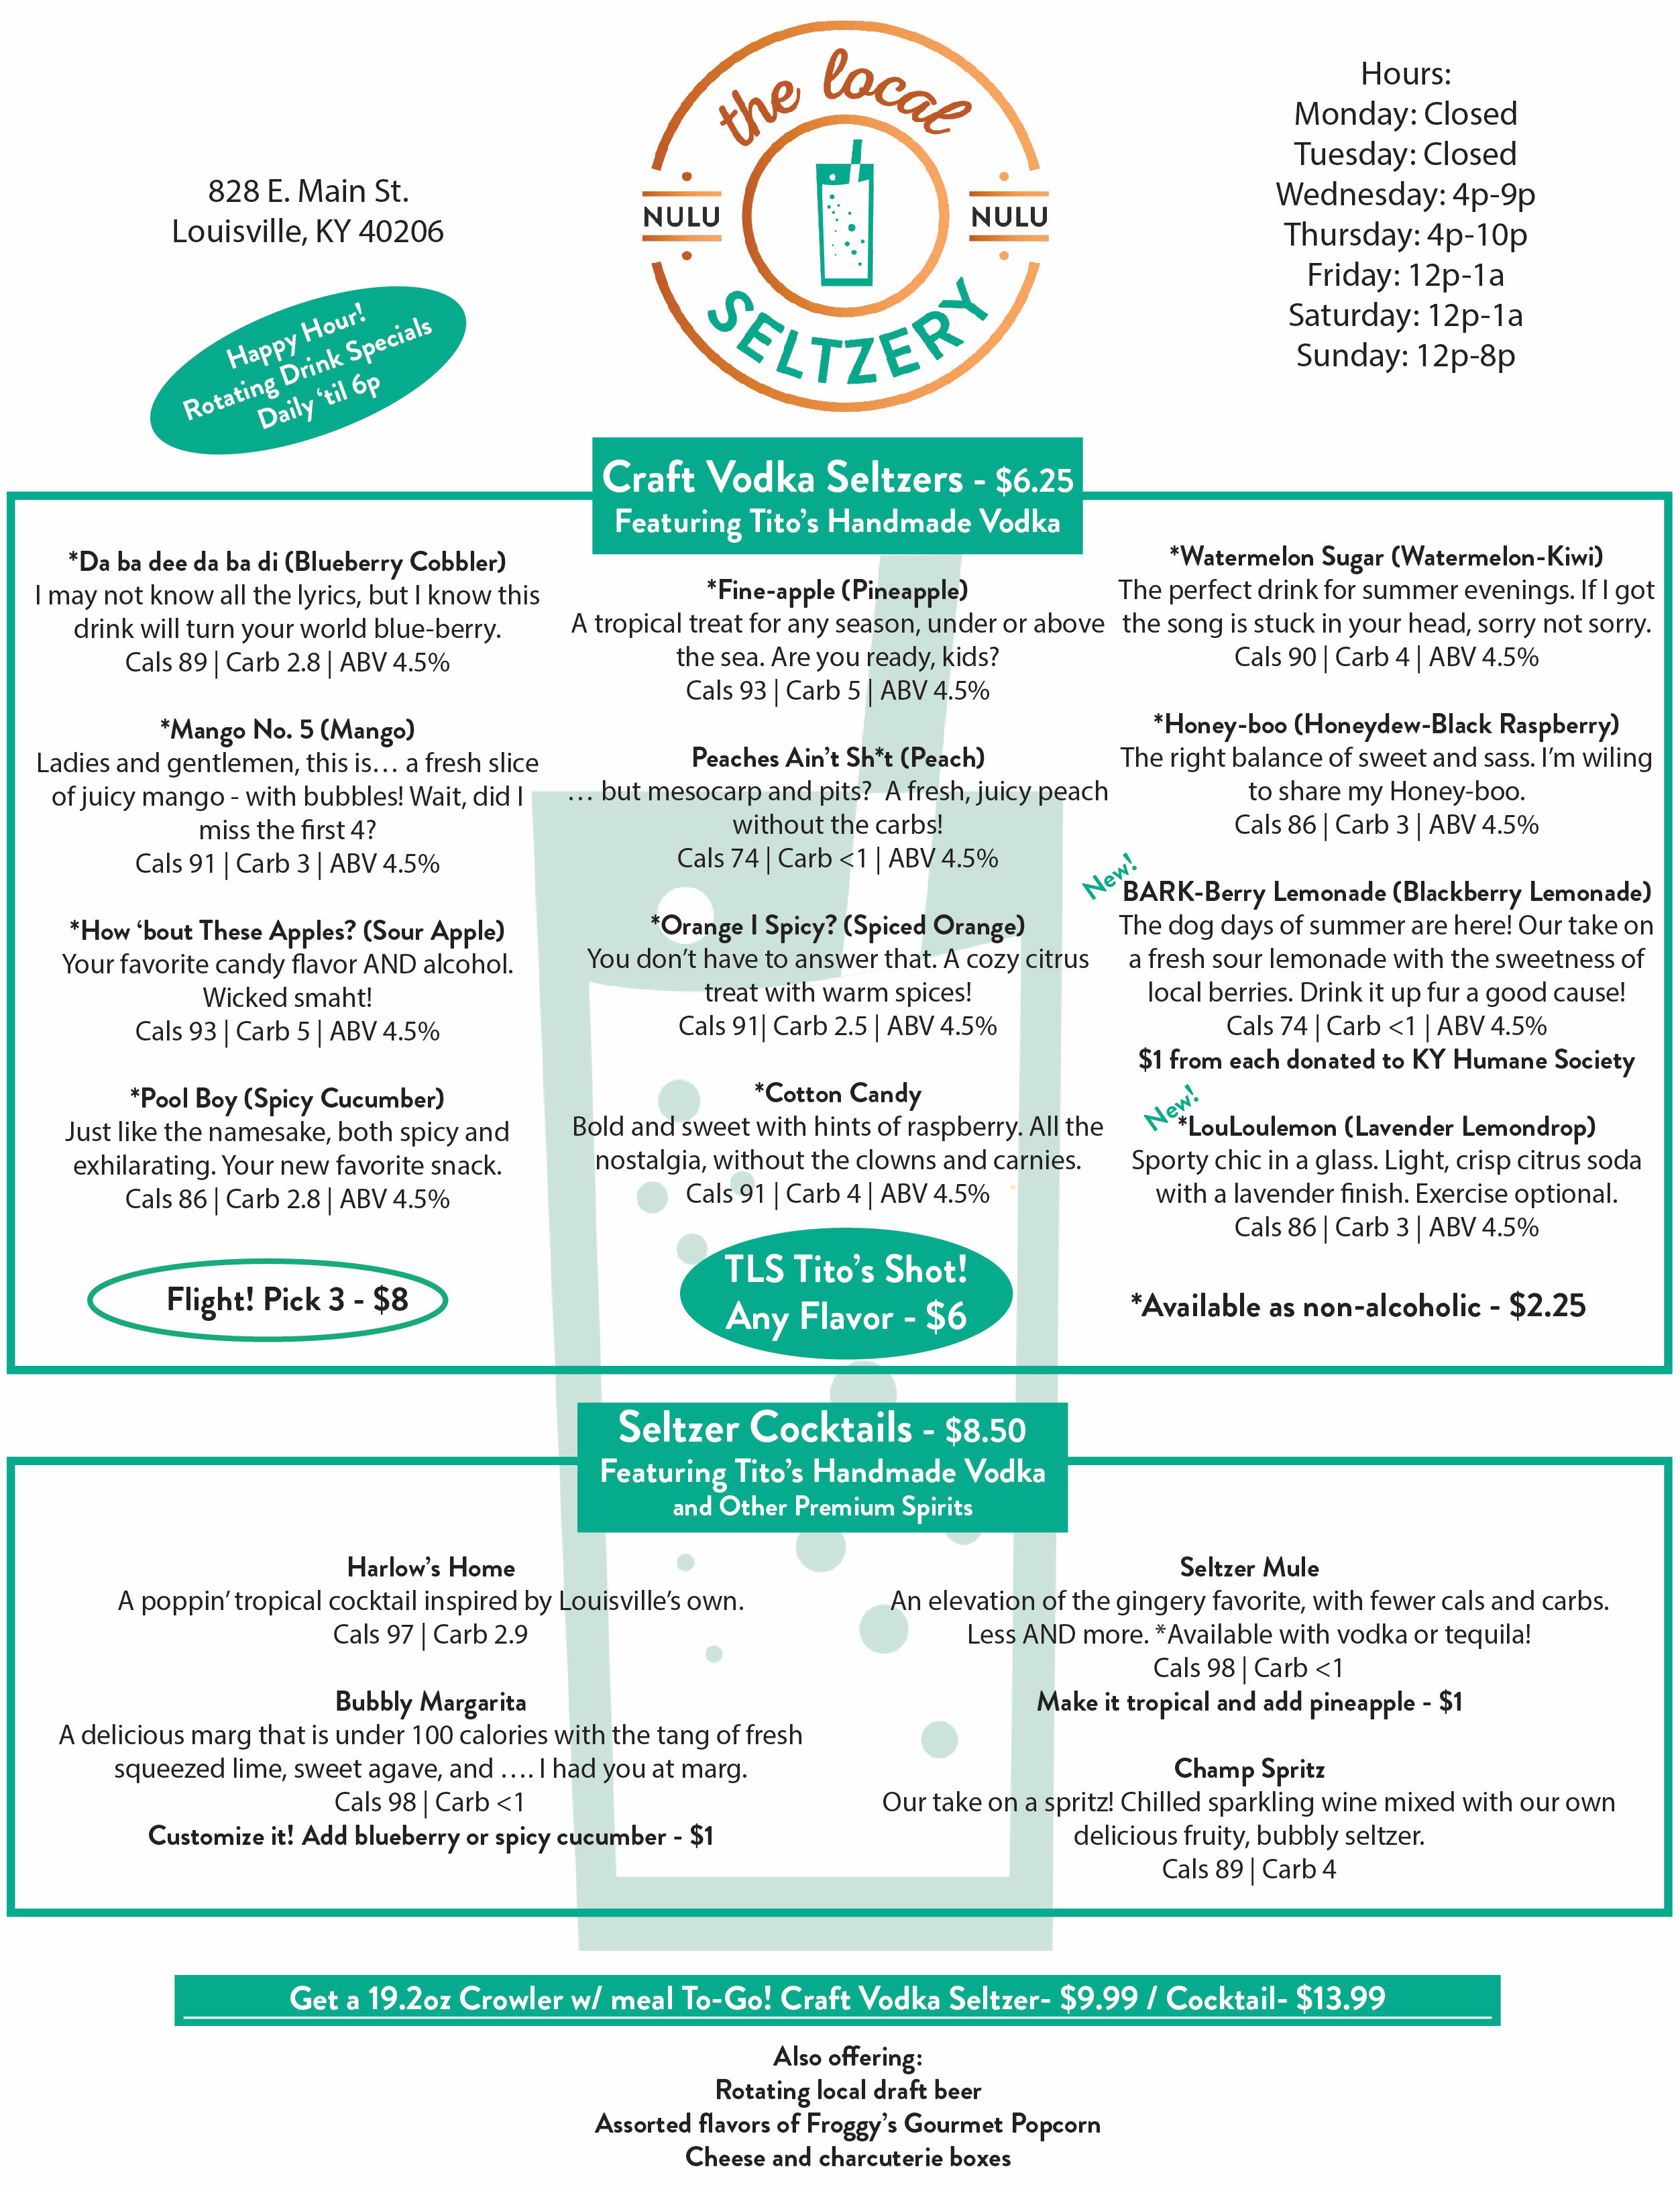 828 E. Main St.
Louisville, KY 40206
Happy Hour!
Rotating Drink Specials
Daily ‘til 6p
the local
NULU
NULU
SELTZERY
Hours:
Monday: Closed
Tuesday: Closed
Wednesday: 4p-9p
Thursday: 4p-10p
Friday: 12p-1a
Saturday: 12p-1a
Sunday: 12p-8p
Craft Vodka Seltzers - $6.25
Featuring Tito’s Handmade Vodka
*Da ba dee da ba di (Blueberry Cobbler)
I may not know all the lyrics, but I know this
drink will turn your world blue-berry.
Cals 89 | Carb 2.8 | ABV 4.5%
*Mango No. 5 (Mango)
Ladies and gentlemen, this is… a fresh slice
of juicy mango - with bubbles! Wait, did I
miss the first 4?
Cals 91 | Carb 3 | ABV 4.5%
*How ‘bout These Apples? (Sour Apple)
Your favorite candy flavor AND alcohol.
Wicked smaht!
Cals 93 | Carb 5 | ABV 4.5%
*Pool Boy (Spicy Cucumber)
Just like the namesake, both spicy and
exhilarating. Your new favorite snack.
Cals 86 | Carb 2.8 | ABV 4.5%
Flight! Pick 3 - $8
*Fine-apple (Pineapple)
A tropical treat for any season, under or above
the sea. Are you ready, kids?
Cals 93 | Carb 5 | ABV 4.5%
Peaches Ain’t Sh*t (Peach)
… but mesocarp and pits?  A fresh, juicy peach
without the carbs!
Cals 74 | Carb <1 | ABV 4.5%
*Orange I Spicy? (Spiced Orange)
You don’t have to answer that. A cozy citrus
treat with warm spices!
Cals 91| Carb 2.5 | ABV 4.5%
*Cotton Candy
Bold and sweet with hints of raspberry. All the
nostalgia, without the clowns and carnies.
Cals 91 | Carb 4 | ABV 4.5%
TLS Tito’s Shot!
Any Flavor - $6
*Watermelon Sugar (Watermelon-Kiwi)
The perfect drink for summer evenings. If I got
the song is stuck in your head, sorry not sorry.
Cals 90 | Carb 4 | ABV 4.5%
*Honey-boo (Honeydew-Black Raspberry)
The right balance of sweet and sass. I’m wiling
to share my Honey-boo.
Cals 86 | Carb 3 | ABV 4.5%
New!
BARK-Berry Lemonade (Blackberry Lemonade)
The dog days of summer are here! Our take on
a fresh sour lemonade with the sweetness of
local berries. Drink it up fur a good cause!
Cals 74 | Carb <1 | ABV 4.5%
$1 from each donated to KY Humane Society
New!
*LouLoulemon (Lavender Lemondrop)
Sporty chic in a glass. Light, crisp citrus soda
with a lavender finish. Exercise optional.
Cals 86 | Carb 3 | ABV 4.5%
*Available as non-alcoholic - $2.25
Seltzer Cocktails - $8.50
Featuring Tito’s Handmade Vodka
and Other Premium Spirits
Harlow’s Home
A poppin’ tropical cocktail inspired by Louisville’s own.
Cals 97 | Carb 2.9
Bubbly Margarita
A delicious marg that is under 100 calories with the tang of fresh
squeezed lime, sweet agave, and …. I had you at marg.
Cals 98 | Carb <1
Customize it! Add blueberry or spicy cucumber - $1
Seltzer Mule
An elevation of the gingery favorite, with fewer cals and carbs.
Less AND more. *Available with vodka or tequila!
Cals 98 | Carb <1
Make it tropical and add pineapple - $1
Champ Spritz
Our take on a spritz! Chilled sparkling wine mixed with our own
delicious fruity, bubbly seltzer.
Cals 89 | Carb 4
Get a 19.2oz Crowler w/ meal To-Go! Craft Vodka Seltzer- $9.99 / Cocktail- $13.99
Also offering:
Rotating local draft beer
Assorted flavors of Froggy’s Gourmet Popcorn
Cheese and charcuterie boxes